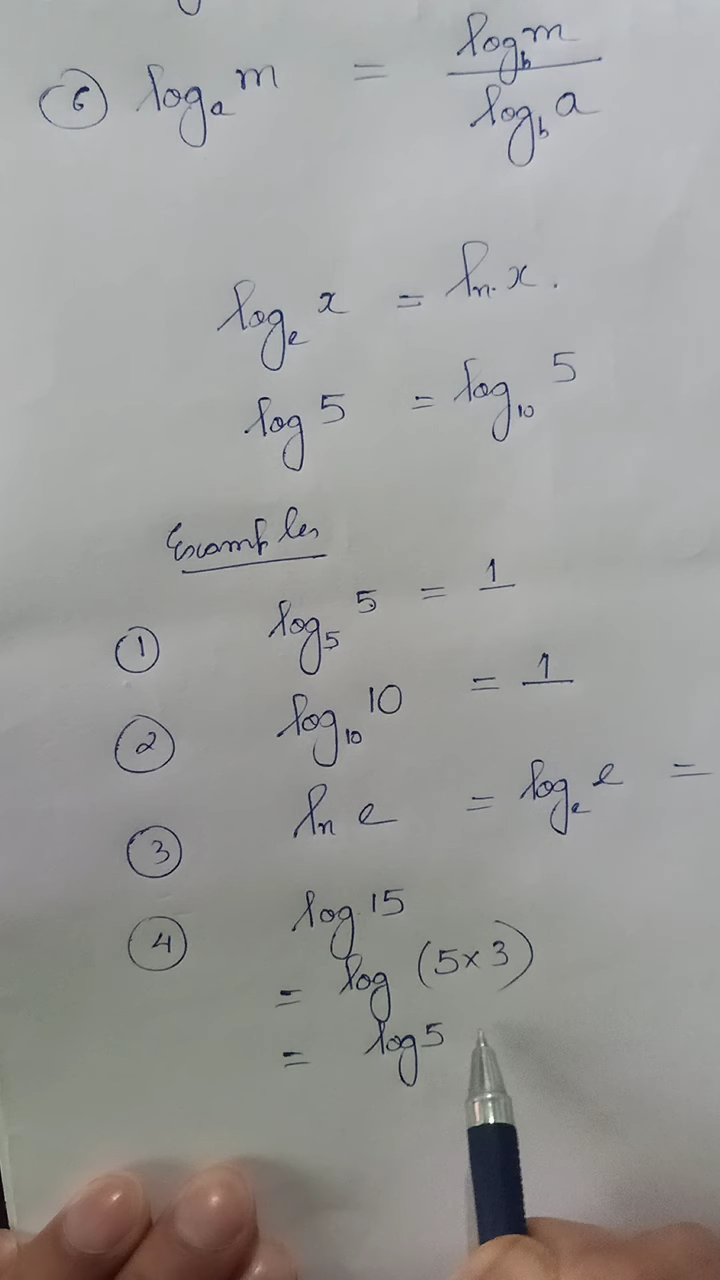 ⑥ logₐ m = log_b m / log_b a
logₑ x = ln x.
log 5 = log₁₀ 5
Examples
① log₅ 5 = 1
② log₁₀ 10 = 1
③ ln e = logₑ e =
④ log 15
= log (5×3)
= log 5